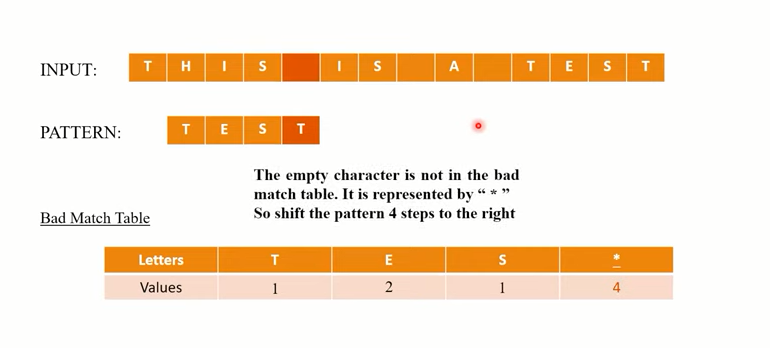 INPUT: T H I S I S A T E S T
PATTERN: T E S T
The empty character is not in the bad
match table. It is represented by “ * ”
So shift the pattern 4 steps to the right
Bad Match Table
Letters T E S *
Values 1 2 1 4